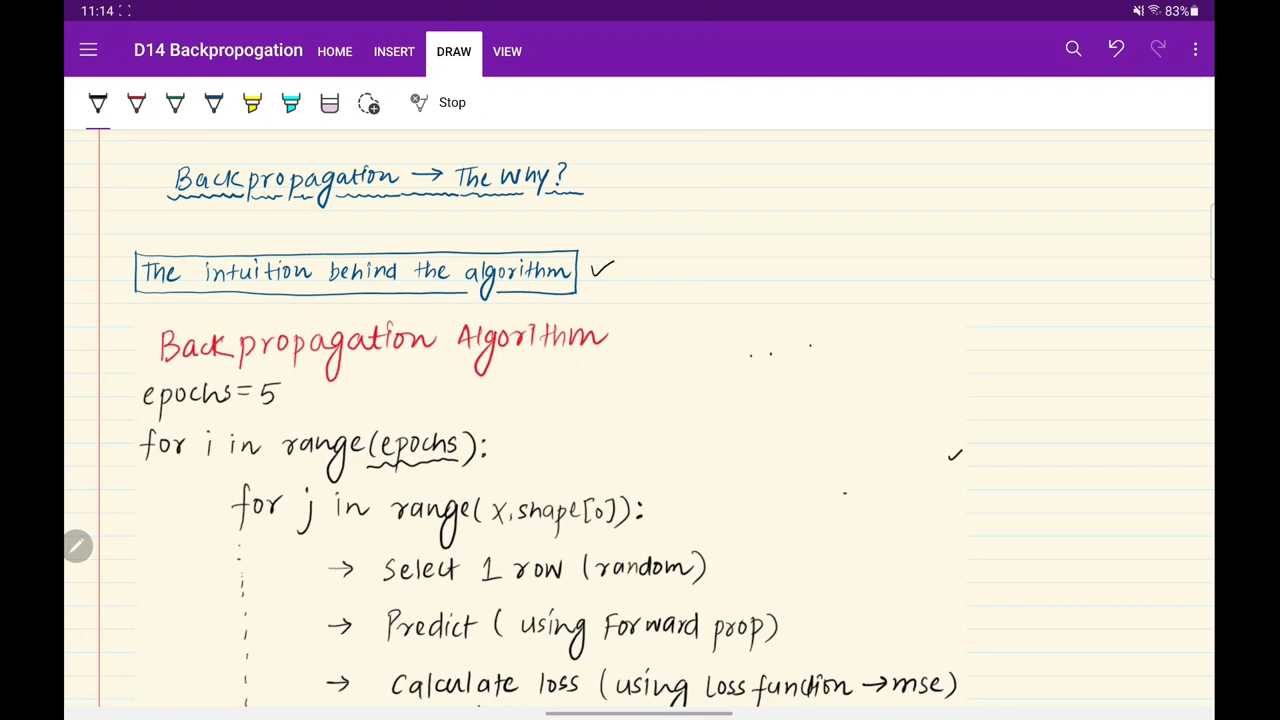 11:14 83%
D14 Backpropogation HOME INSERT DRAW VIEW
Stop
Backpropagation → The Why?
The intuition behind the algorithm ✓
Backpropagation Algorithm
epochs = 5
for i in range(epochs):
for j in range(X.shape[0]):
→ Select 1 row (random)
→ Predict (using forward prop)
→ Calculate loss (using loss function → mse)